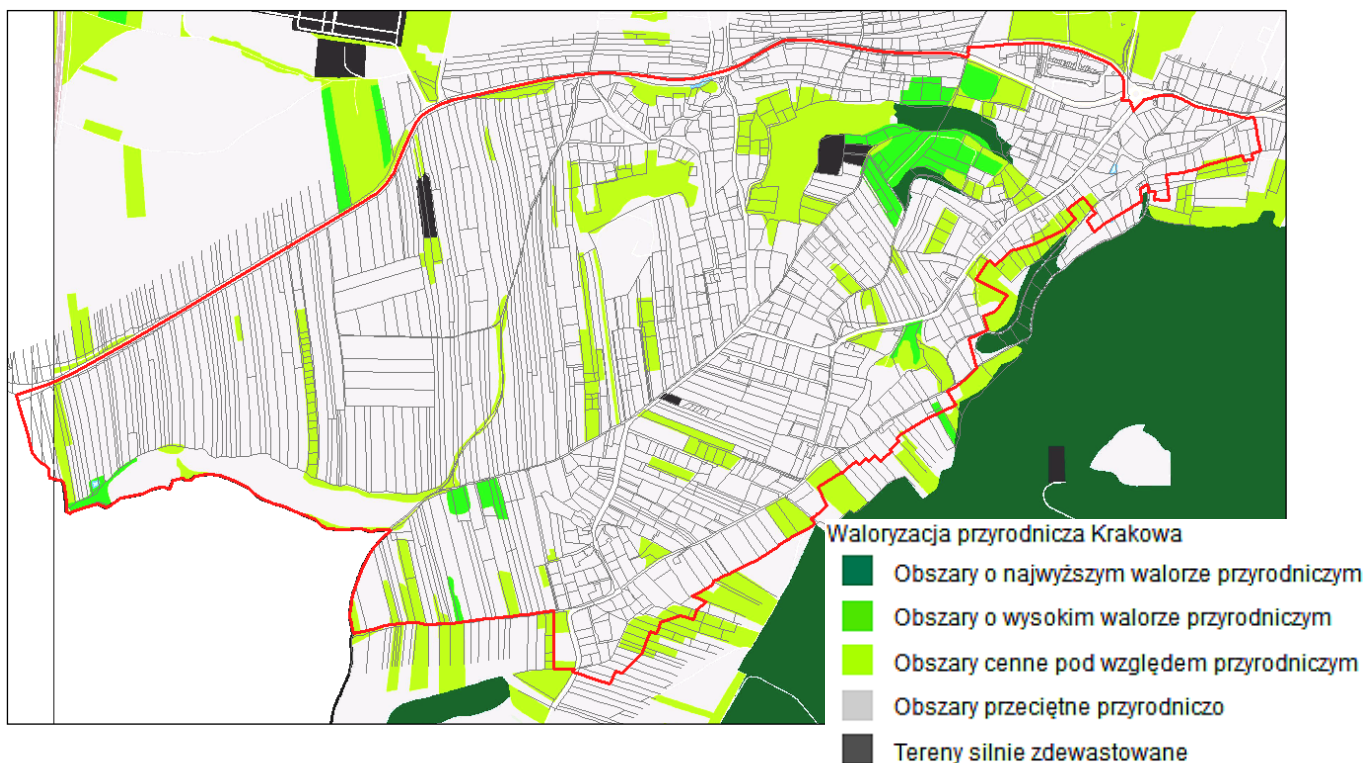 Waloryzacja przyrodnicza Krakowa
Obszary o najwyższym walorze przyrodniczym
Obszary o wysokim walorze przyrodniczym
Obszary cenne pod względem przyrodniczym
Obszary przeciętne przyrodniczo
Tereny silnie zdewastowane